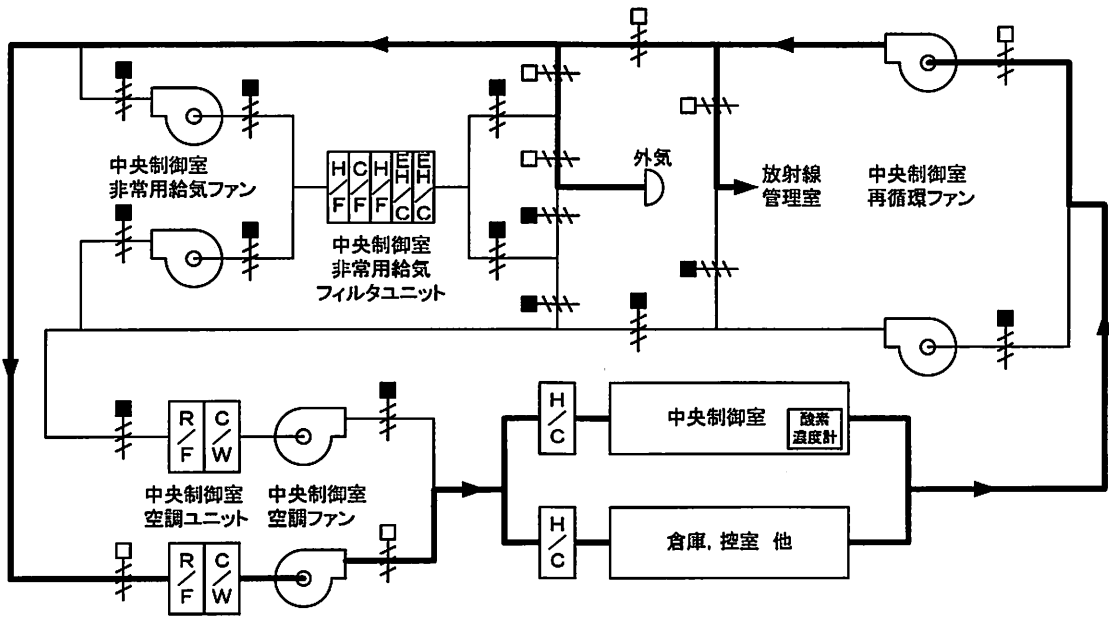 中央制御室
非常用給気ファン
H/F
C/F
H/F
EH/C
EH/C
中央制御室
非常用給気
フィルタユニット
外気
放射線
管理室
中央制御室
再循環ファン
R/F
C/W
中央制御室
空調ユニット
中央制御室
空調ファン
R/F
C/W
H/C
中央制御室
酸素
濃度計
H/C
倉庫，控室 他